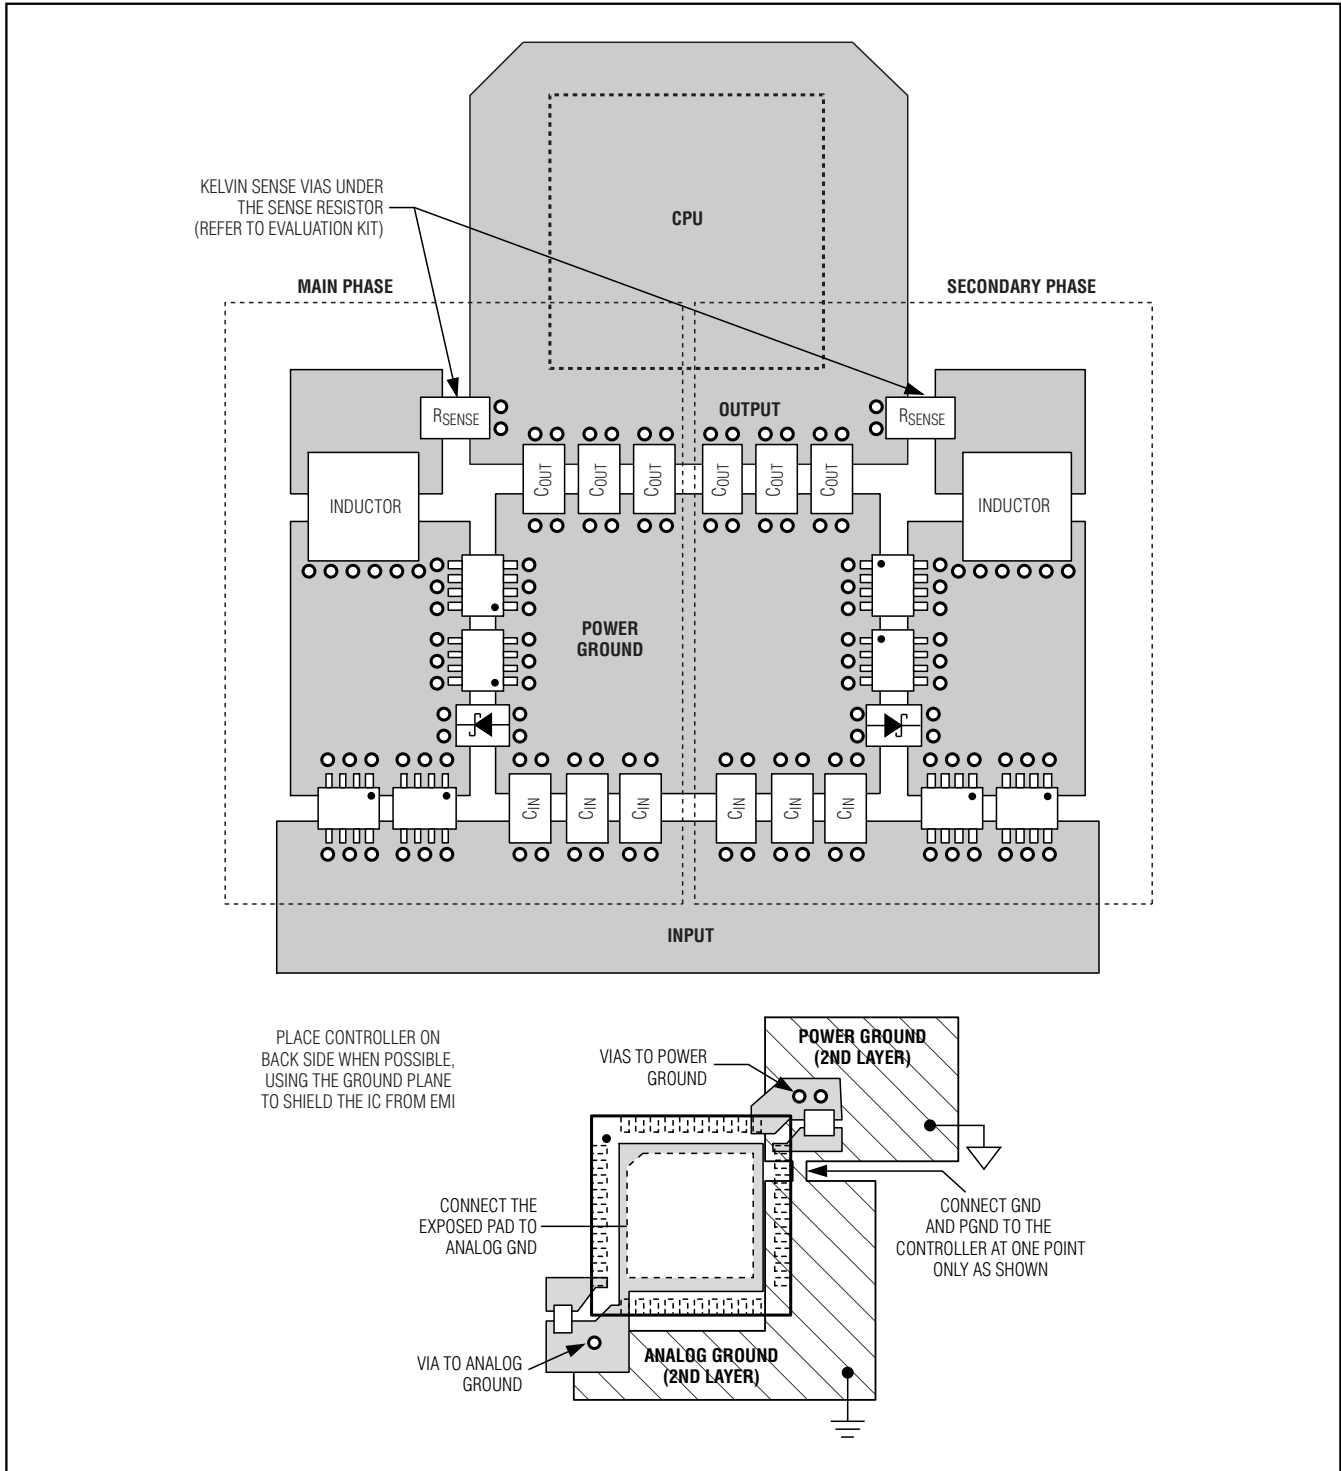 CPU
KELVIN SENSE VIAS UNDER
THE SENSE RESISTOR
(REFER TO EVALUATION KIT)
MAIN PHASE
SECONDARY PHASE
RSENSE
OUTPUT
RSENSE
INDUCTOR
COUT
COUT
COUT
COUT
COUT
COUT
INDUCTOR
POWER
GROUND
CIN
CIN
CIN
CIN
CIN
CIN
INPUT
PLACE CONTROLLER ON
BACK SIDE WHEN POSSIBLE,
USING THE GROUND PLANE
TO SHIELD THE IC FROM EMI
VIAS TO POWER
GROUND
POWER GROUND
(2ND LAYER)
CONNECT THE
EXPOSED PAD TO
ANALOG GND
CONNECT GND
AND PGND TO THE
CONTROLLER AT ONE POINT
ONLY AS SHOWN
VIA TO ANALOG
GROUND
ANALOG GROUND
(2ND LAYER)